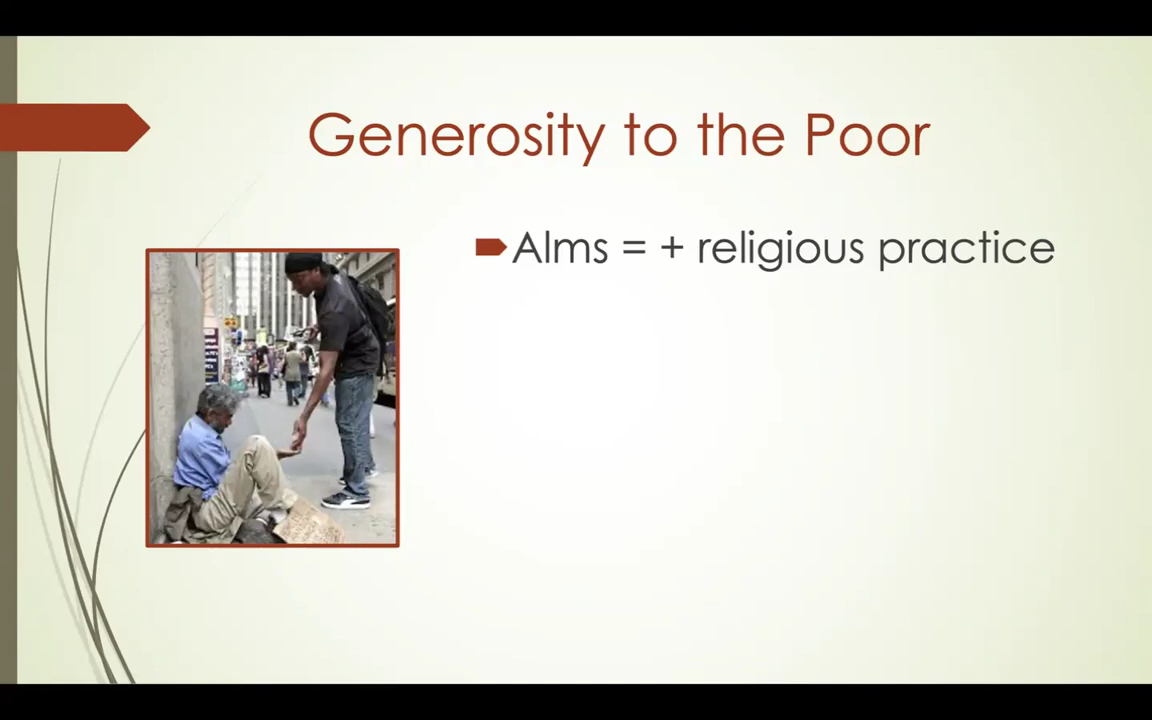 Generosity to the Poor
Alms = + religious practice